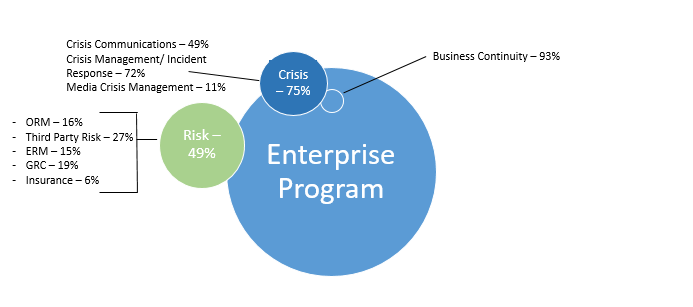 Crisis Communications – 49%
Crisis Management/ Incident
Response – 72%
Media Crisis Management – 11%
Business Continuity – 93%
Crisis
– 75%
- ORM – 16%
- Third Party Risk – 27%
- ERM – 15%
- GRC – 19%
- Insurance – 6%
Risk –
49%
Enterprise
Program